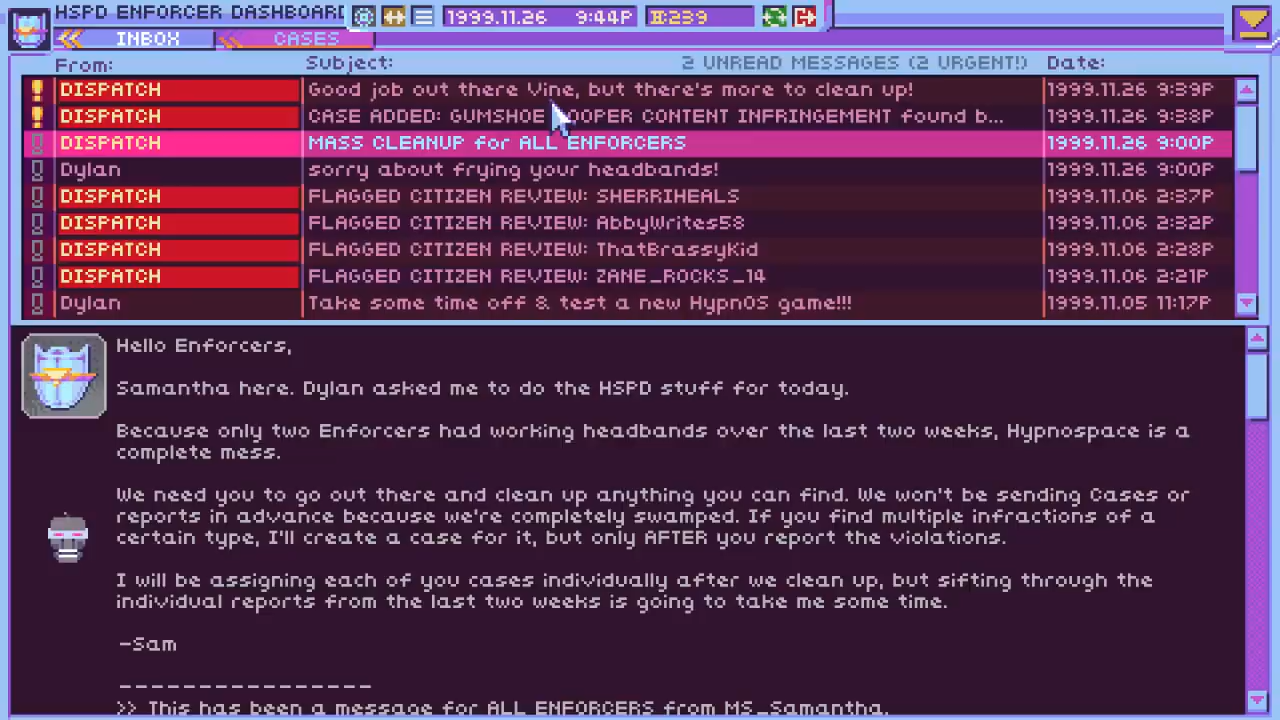 HSPD ENFORCER DASHBOARD
1999.11.26 9:44P
239
INBOX
CASES
From: Subject: 2 UNREAD MESSAGES (2 URGENT!) Date:
DISPATCH Good job out there Vine, but there's more to clean up! 1999.11.26 9:39P
DISPATCH CASE ADDED: GUMSHOE OOPER CONTENT INFRINGEMENT found b... 1999.11.26 9:38P
DISPATCH MASS CLEANUP for ALL ENFORCERS 1999.11.26 9:00P
Dylan sorry about frying your headbands! 1999.11.26 9:00P
DISPATCH FLAGGED CITIZEN REVIEW: SHERRIHEALS 1999.11.06 2:37P
DISPATCH FLAGGED CITIZEN REVIEW: AbbyWrites58 1999.11.06 2:32P
DISPATCH FLAGGED CITIZEN REVIEW: ThatBrassyKid 1999.11.06 2:28P
DISPATCH FLAGGED CITIZEN REVIEW: ZANE_ROCKS_14 1999.11.06 2:21P
Dylan Take some time off & test a new HypnOS game!!! 1999.11.05 11:17P
Hello Enforcers,
Samantha here. Dylan asked me to do the HSPD stuff for today.
Because only two Enforcers had working headbands over the last two weeks, Hypnospace is a
complete mess.
We need you to go out there and clean up anything you can find. We won't be sending Cases or
reports in advance because we're completely swamped. If you find multiple infractions of a
certain type, I'll create a case for it, but only AFTER you report the violations.
I will be assigning each of you cases individually after we clean up, but sifting through the
individual reports from the last two weeks is going to take me some time.
-Sam
----------------
>> This has been a message for ALL ENFORCERS from MS_Samantha.